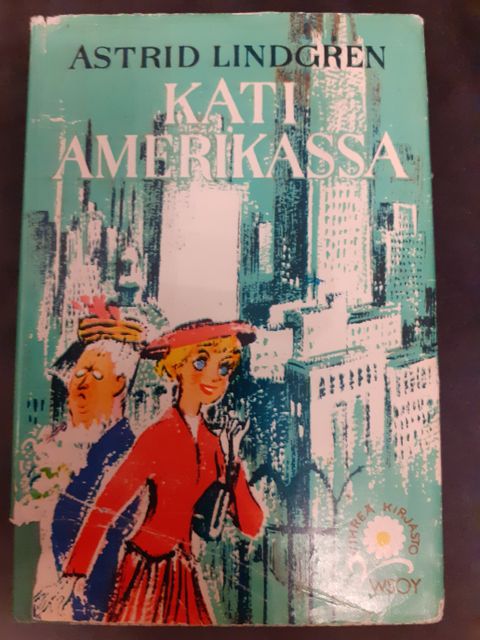 ASTRID LINDGREN
KATI
AMERIKASSA
VIHREÄ KIRJASTO
WSOY